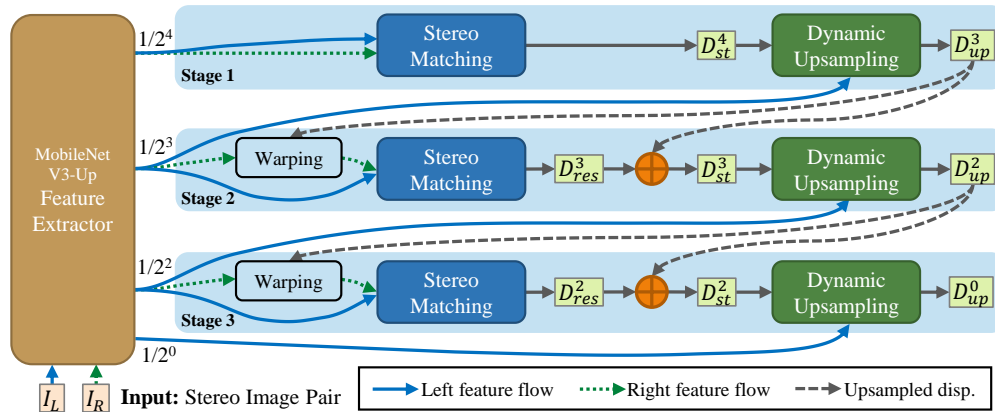 MobileNet
V3-Up
Feature
Extractor
1/2⁴
Stage 1
Stereo
Matching
D⁴st
Dynamic
Upsampling
D³up
1/2³
Warping
Stage 2
Stereo
Matching
D³res
D³st
Dynamic
Upsampling
D²up
1/2²
Warping
Stage 3
Stereo
Matching
D²res
D²st
Dynamic
Upsampling
D⁰up
1/2⁰
I_L
I_R
Input: Stereo Image Pair
Left feature flow
Right feature flow
Upsampled disp.